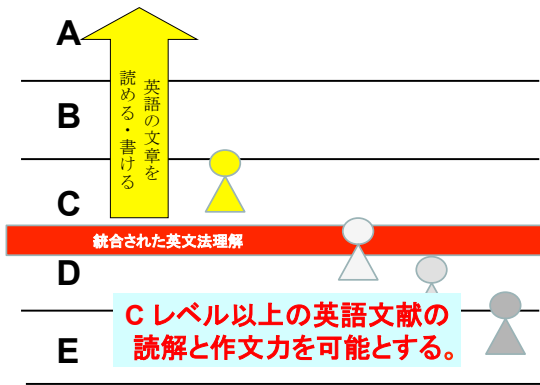 A
英語の文章を
読める・書ける
B
C
統合された英文法理解
D
Cレベル以上の英語文献の
読解と作文力を可能とする。
E